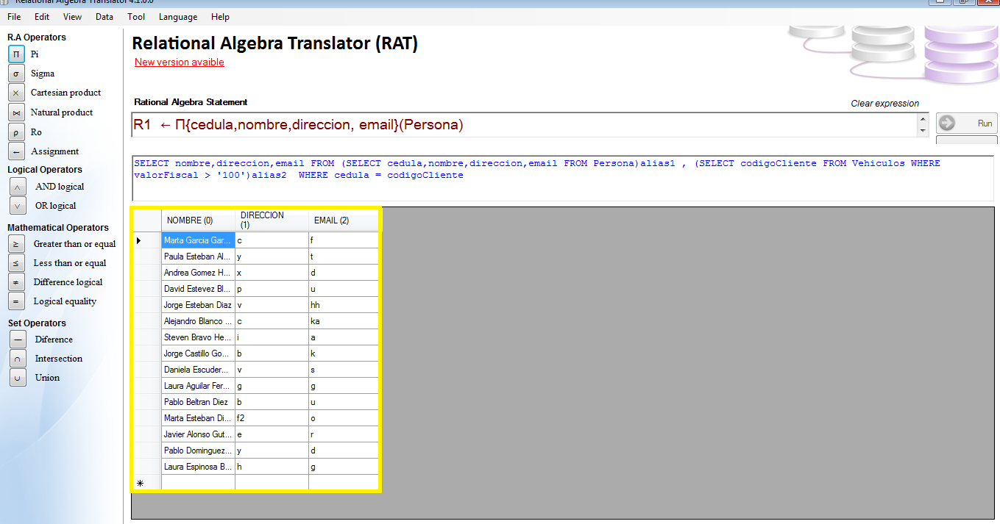 Relational Algebra Translator 4.1.0.0
File Edit View Data Tool Language Help
R.A Operators
Π Pi
σ Sigma
× Cartesian product
⋈ Natural product
ρ Ro
← Assignment
Logical Operators
∧ AND logical
∨ OR logical
Mathematical Operators
≥ Greater than or equal
≤ Less than or equal
≠ Difference logical
= Logical equality
Set Operators
− Diference
∩ Intersection
∪ Union
Relational Algebra Translator (RAT)
New version avaible
Rational Algebra Statement
Clear expression
R1 ← Π{cedula,nombre,direccion, email}(Persona)
Run
SELECT nombre,direccion,email FROM (SELECT cedula,nombre,direccion,email FROM Persona)alias1 , (SELECT codigoCliente FROM Vehiculos WHERE
valorFiscal > '100')alias2 WHERE cedula = codigoCliente
NOMBRE (0) DIRECCION (1) EMAIL (2)
Marta Garcia Gar... c f
Paula Esteban Al... y t
Andrea Gomez H... x d
David Estevez Bl... p u
Jorge Esteban Diaz v hh
Alejandro Blanco ... c ka
Steven Bravo He... i a
Jorge Castillo Go... b k
Daniela Escuder... v s
Laura Aguilar Fer... g g
Pablo Beltran Diez b u
Marta Esteban Di... f2 o
Javier Alonso Gut... e r
Pablo Dominguez... y d
Laura Espinosa B... h g